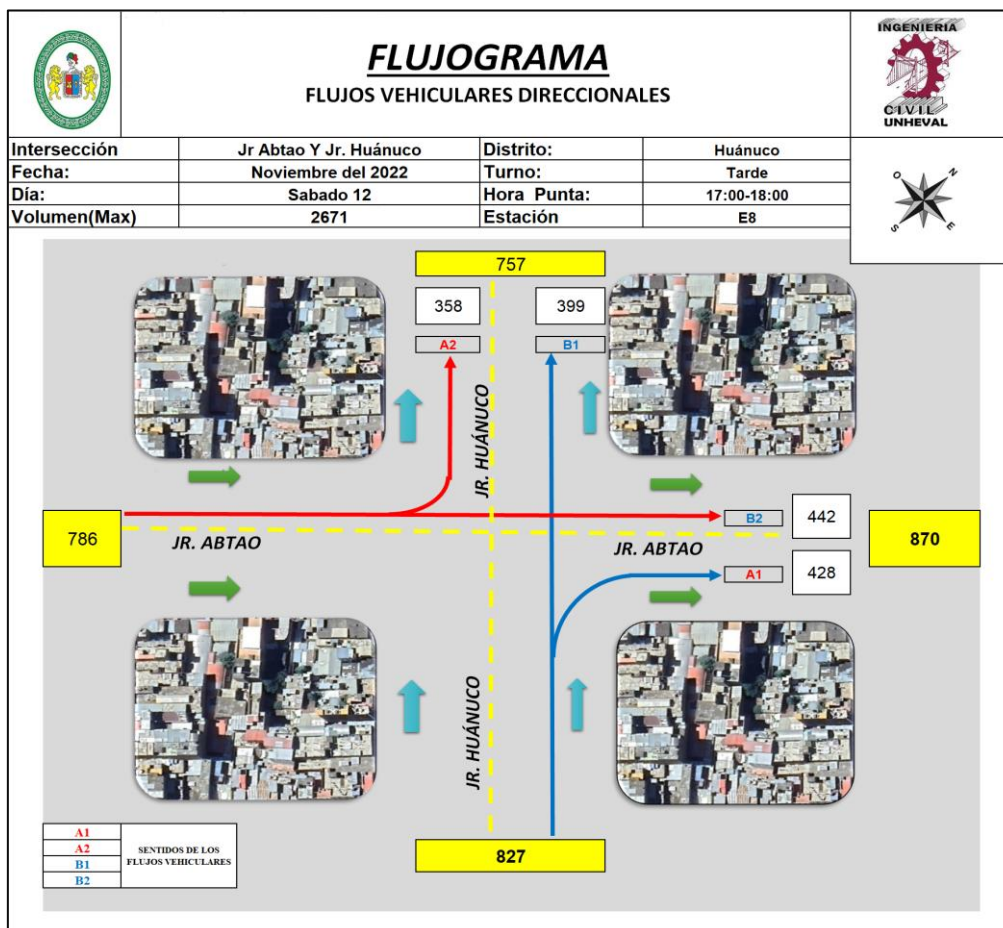 FLUJOGRAMA
FLUJOS VEHICULARES DIRECCIONALES
INGENIERIA
CIVIL
UNHEVAL
Intersección Jr Abtao Y Jr. Huánuco Distrito: Huánuco
Fecha: Noviembre del 2022 Turno: Tarde
Día: Sabado 12 Hora Punta: 17:00-18:00
Volumen(Max) 2671 Estación E8
O N
S E
757
358 399
A2 B1
JR. HUÁNUCO
786
JR. ABTAO
B2 442
JR. ABTAO
870
A1 428
JR. HUÁNUCO
827
A1
A2
B1
B2
SENTIDOS DE LOS
FLUJOS VEHICULARES